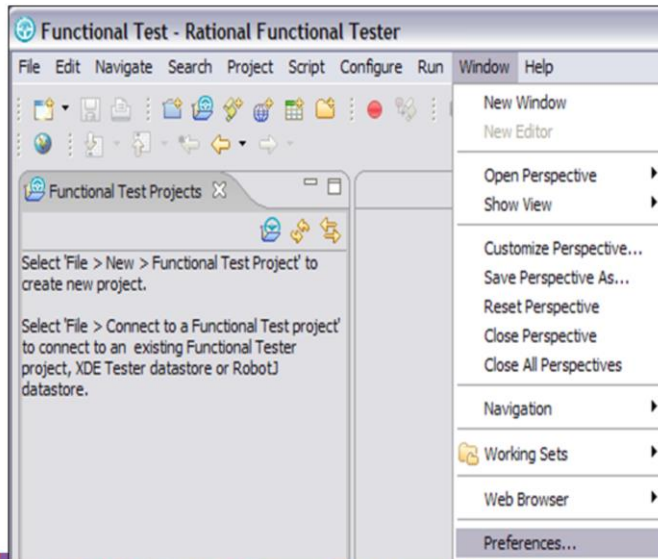 Functional Test - Rational Functional Tester
File Edit Navigate Search Project Script Configure Run Window Help
Functional Test Projects
Select 'File > New > Functional Test Project' to
create new project.
Select 'File > Connect to a Functional Test project'
to connect to an existing Functional Tester
project, XDE Tester datastore or RobotJ
datastore.
New Window
New Editor
Open Perspective
Show View
Customize Perspective...
Save Perspective As...
Reset Perspective
Close Perspective
Close All Perspectives
Navigation
Working Sets
Web Browser
Preferences...